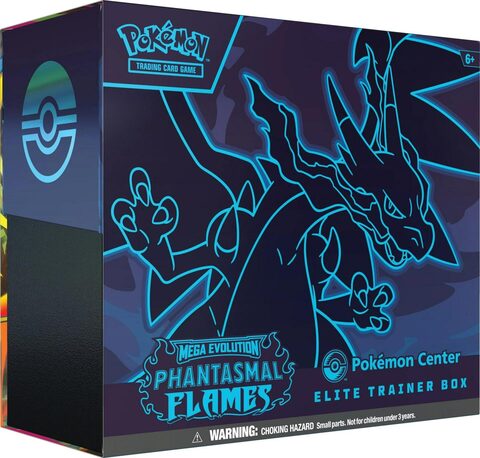 POKÉMON
TRADING CARD GAME
6+
MEGA EVOLUTION
PHANTASMAL
FLAMES
Pokémon Center
ELITE TRAINER BOX
WARNING: CHOKING HAZARD Small parts. Not for children under 3 years.